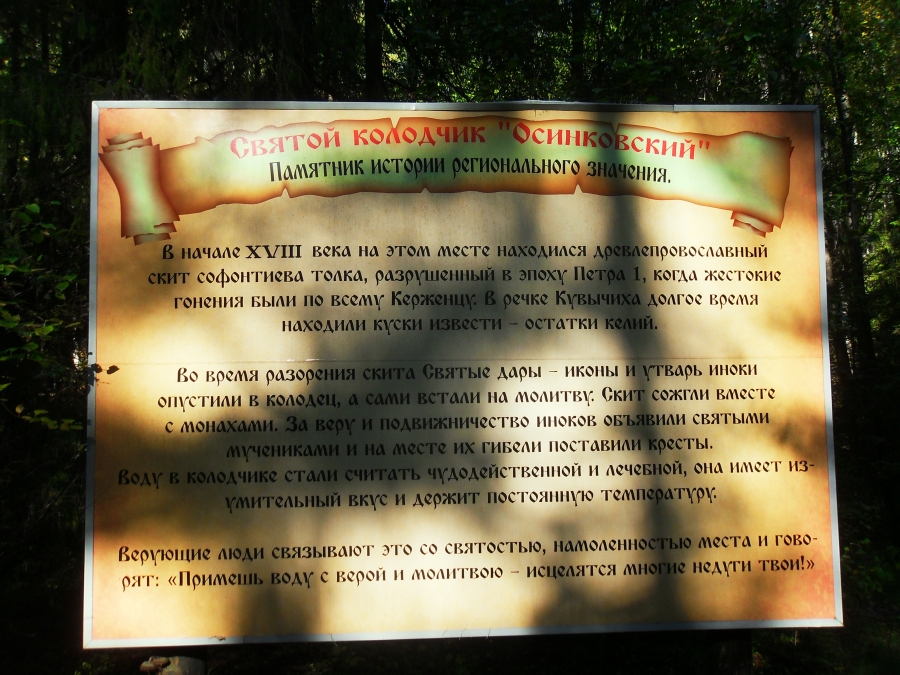 Святой колодчик "Осинковский"
Памятник истории регионального значения.
В начале XVIII века на этом месте находился древлепровославный
скит софонтиева толка, разрушенный в эпоху Петра 1, когда жестокие
гонения были по всему Керженцу. В речке Кувычиха долгое время
находили куски извести – остатки келий.
Во время разорения скита Святые дары – иконы и утварь иноки
опустили в колодец, а сами встали на молитву. Скит сожгли вместе
с монахами. За веру и подвижничество иноков объявили святыми
мучениками и на месте их гибели поставили кресты.
Воду в колодчике стали считать чудодейственной и лечебной, она имеет из-
умительный вкус и держит постоянную температуру.
Верующие люди связывают это со святостью, намоленностью места и гово-
рят: «Примешь воду с верой и молитвою – исцелятся многие недуги твои!»